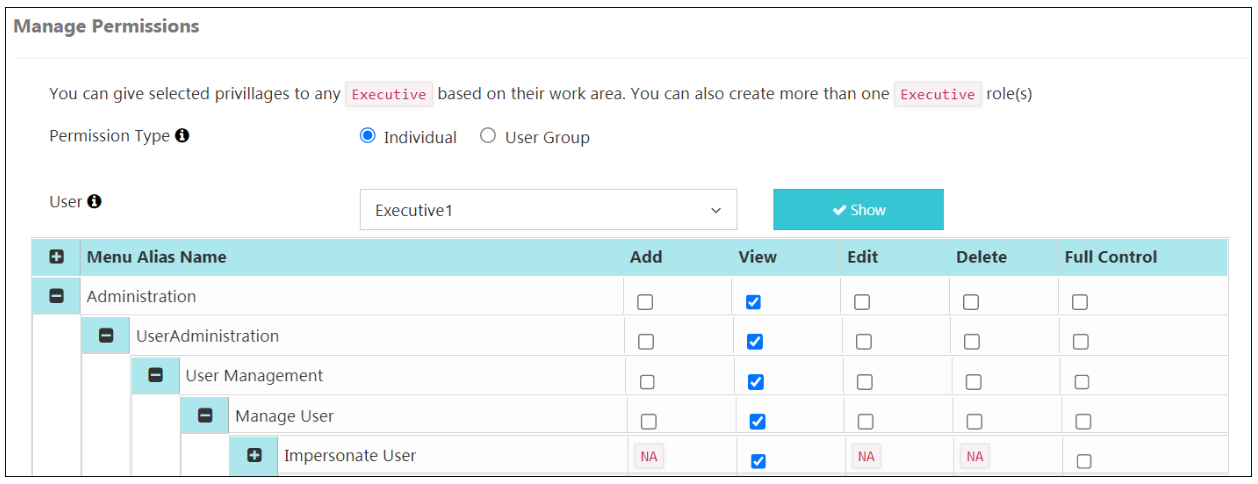 Manage Permissions
You can give selected privillages to any Executive based on their work area. You can also create more than one Executive role(s)
Permission Type Individual User Group
User Executive1 Show
Menu Alias Name Add View Edit Delete Full Control
Administration
UserAdministration
User Management
Manage User
Impersonate User NA NA NA